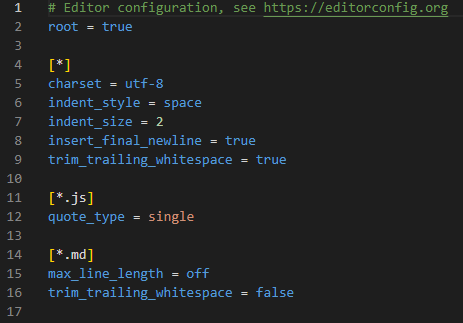 1 # Editor configuration, see https://editorconfig.org
2 root = true
3
4 [*]
5 charset = utf-8
6 indent_style = space
7 indent_size = 2
8 insert_final_newline = true
9 trim_trailing_whitespace = true
10
11 [*.js]
12 quote_type = single
13
14 [*.md]
15 max_line_length = off
16 trim_trailing_whitespace = false
17